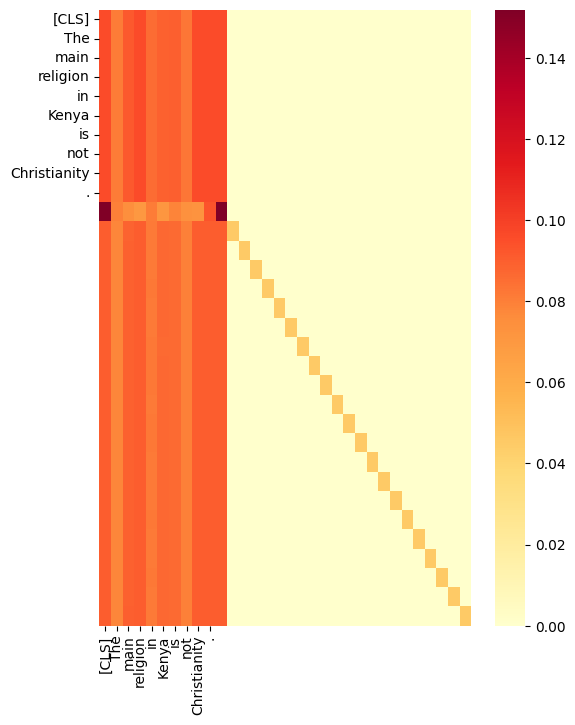 [CLS]
The
main
religion
in
Kenya
is
not
Christianity
.
0.14
0.12
0.10
0.08
0.06
0.04
0.02
0.00
[CLS]
The
main
religion
in
Kenya
is
not
Christianity
.